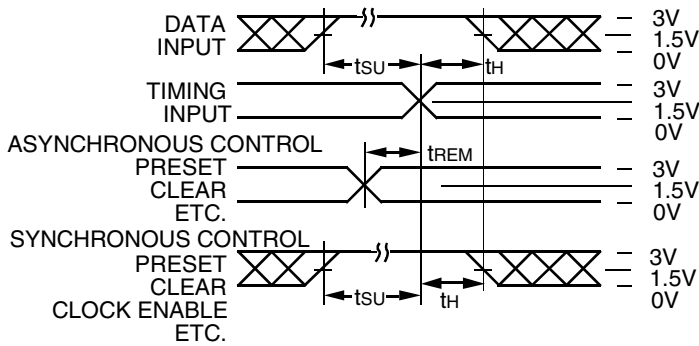 DATA INPUT
tSU tH
3V
1.5V
0V
TIMING INPUT
3V
1.5V
0V
ASYNCHRONOUS CONTROL
PRESET
CLEAR
ETC.
tREM
3V
1.5V
0V
SYNCHRONOUS CONTROL
PRESET
CLEAR
CLOCK ENABLE
ETC.
tSU tH
3V
1.5V
0V